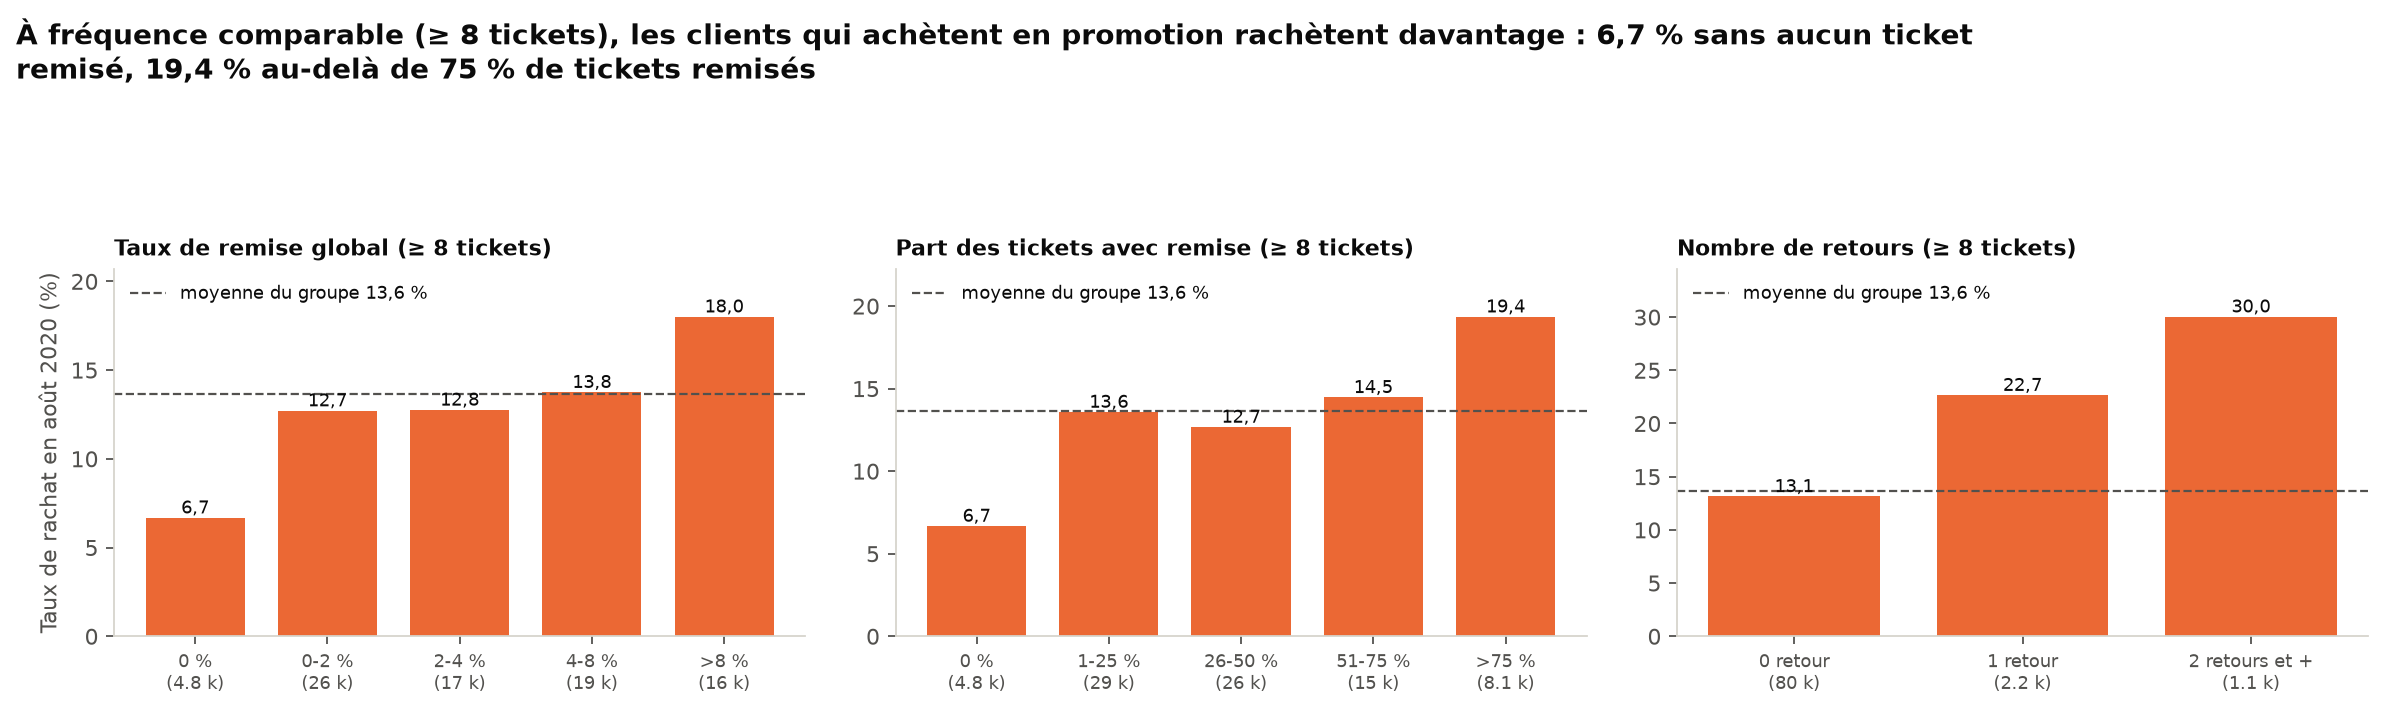 À fréquence comparable (≥ 8 tickets), les clients qui achètent en promotion rachètent davantage : 6,7 % sans aucun ticket
remisé, 19,4 % au-delà de 75 % de tickets remisés
Taux de remise global (≥ 8 tickets)
Taux de rachat en août 2020 (%)
20
15
10
5
0
moyenne du groupe 13,6 %
6,7
12,7
12,8
13,8
18,0
0 %
(4.8 k)
0-2 %
(26 k)
2-4 %
(17 k)
4-8 %
(19 k)
>8 %
(16 k)
Part des tickets avec remise (≥ 8 tickets)
20
15
10
5
0
moyenne du groupe 13,6 %
6,7
13,6
12,7
14,5
19,4
0 %
(4.8 k)
1-25 %
(29 k)
26-50 %
(26 k)
51-75 %
(15 k)
>75 %
(8.1 k)
Nombre de retours (≥ 8 tickets)
30
25
20
15
10
5
0
moyenne du groupe 13,6 %
13,1
22,7
30,0
0 retour
(80 k)
1 retour
(2.2 k)
2 retours et +
(1.1 k)